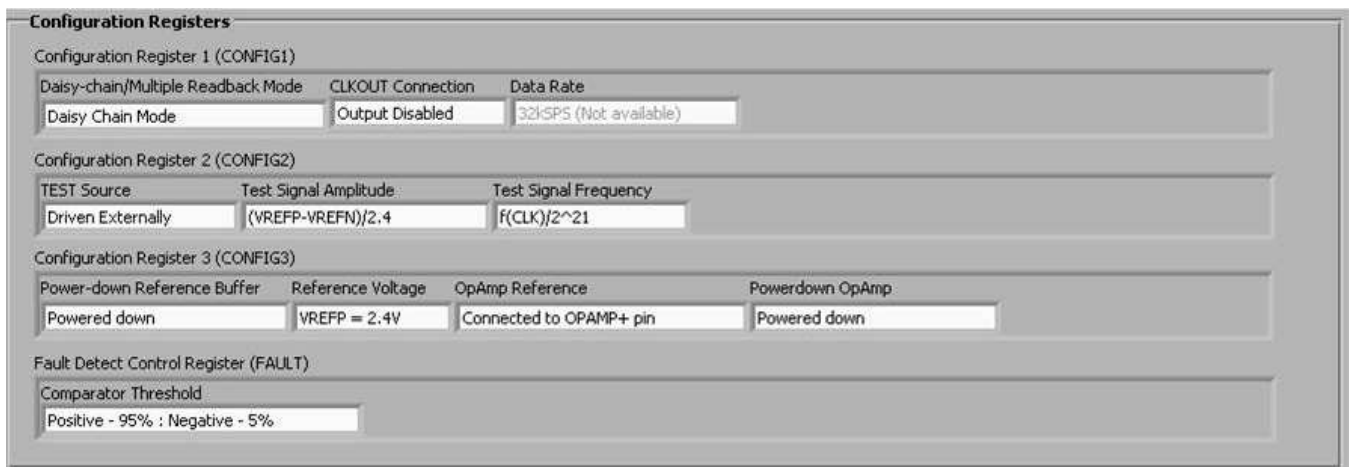 Configuration Registers
Configuration Register 1 (CONFIG1)
Daisy-chain/Multiple Readback Mode CLKOUT Connection Data Rate
Daisy Chain Mode Output Disabled 32kSPS (Not available)
Configuration Register 2 (CONFIG2)
TEST Source Test Signal Amplitude Test Signal Frequency
Driven Externally (VREFP-VREFN)/2.4 f(CLK)/2^21
Configuration Register 3 (CONFIG3)
Power-down Reference Buffer Reference Voltage OpAmp Reference Powerdown OpAmp
Powered down VREFP = 2.4V Connected to OPAMP+ pin Powered down
Fault Detect Control Register (FAULT)
Comparator Threshold
Positive - 95% : Negative - 5%